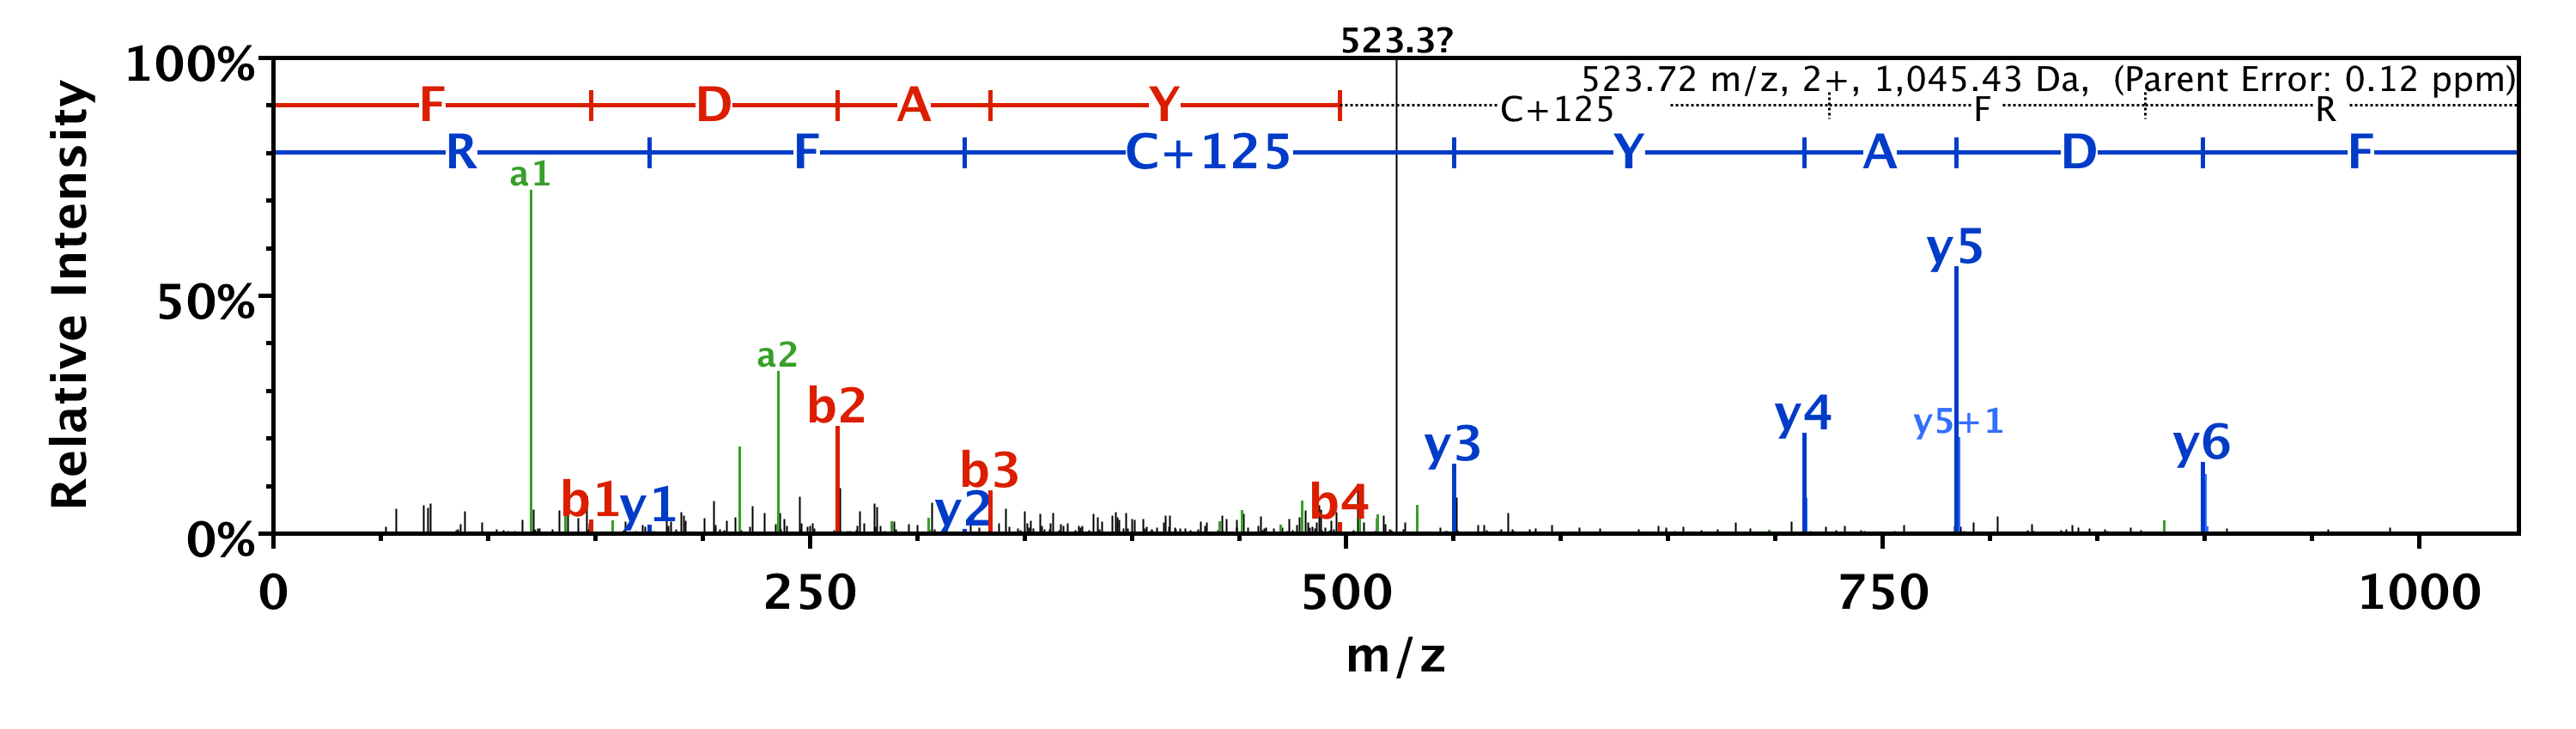 523.3?
100%
523.72 m/z, 2+, 1,045.43 Da, (Parent Error: 0.12 ppm)
F D A Y C+125 F R
R F C+125 Y A D F
a1
y5
50%
a2
b2
y5+1
y4
y3
y6
b3
b1 y1 y2 b4
0%
0 250 500 750 1000
m/z
Relative Intensity